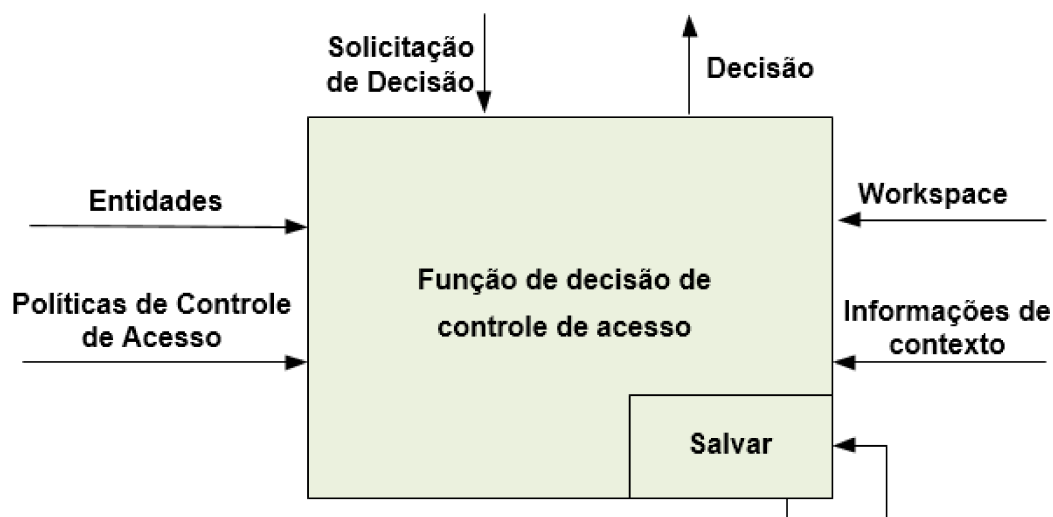 Solicitação
de Decisão
Decisão
Entidades
Workspace
Função de decisão de
controle de acesso
Políticas de Controle
de Acesso
Informações de
contexto
Salvar